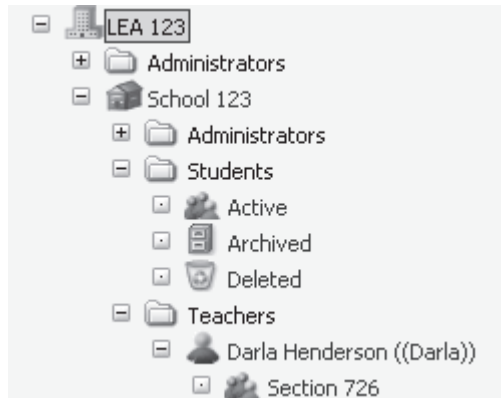 LEA 123
Administrators
School 123
Administrators
Students
Active
Archived
Deleted
Teachers
Darla Henderson ((Darla))
Section 726